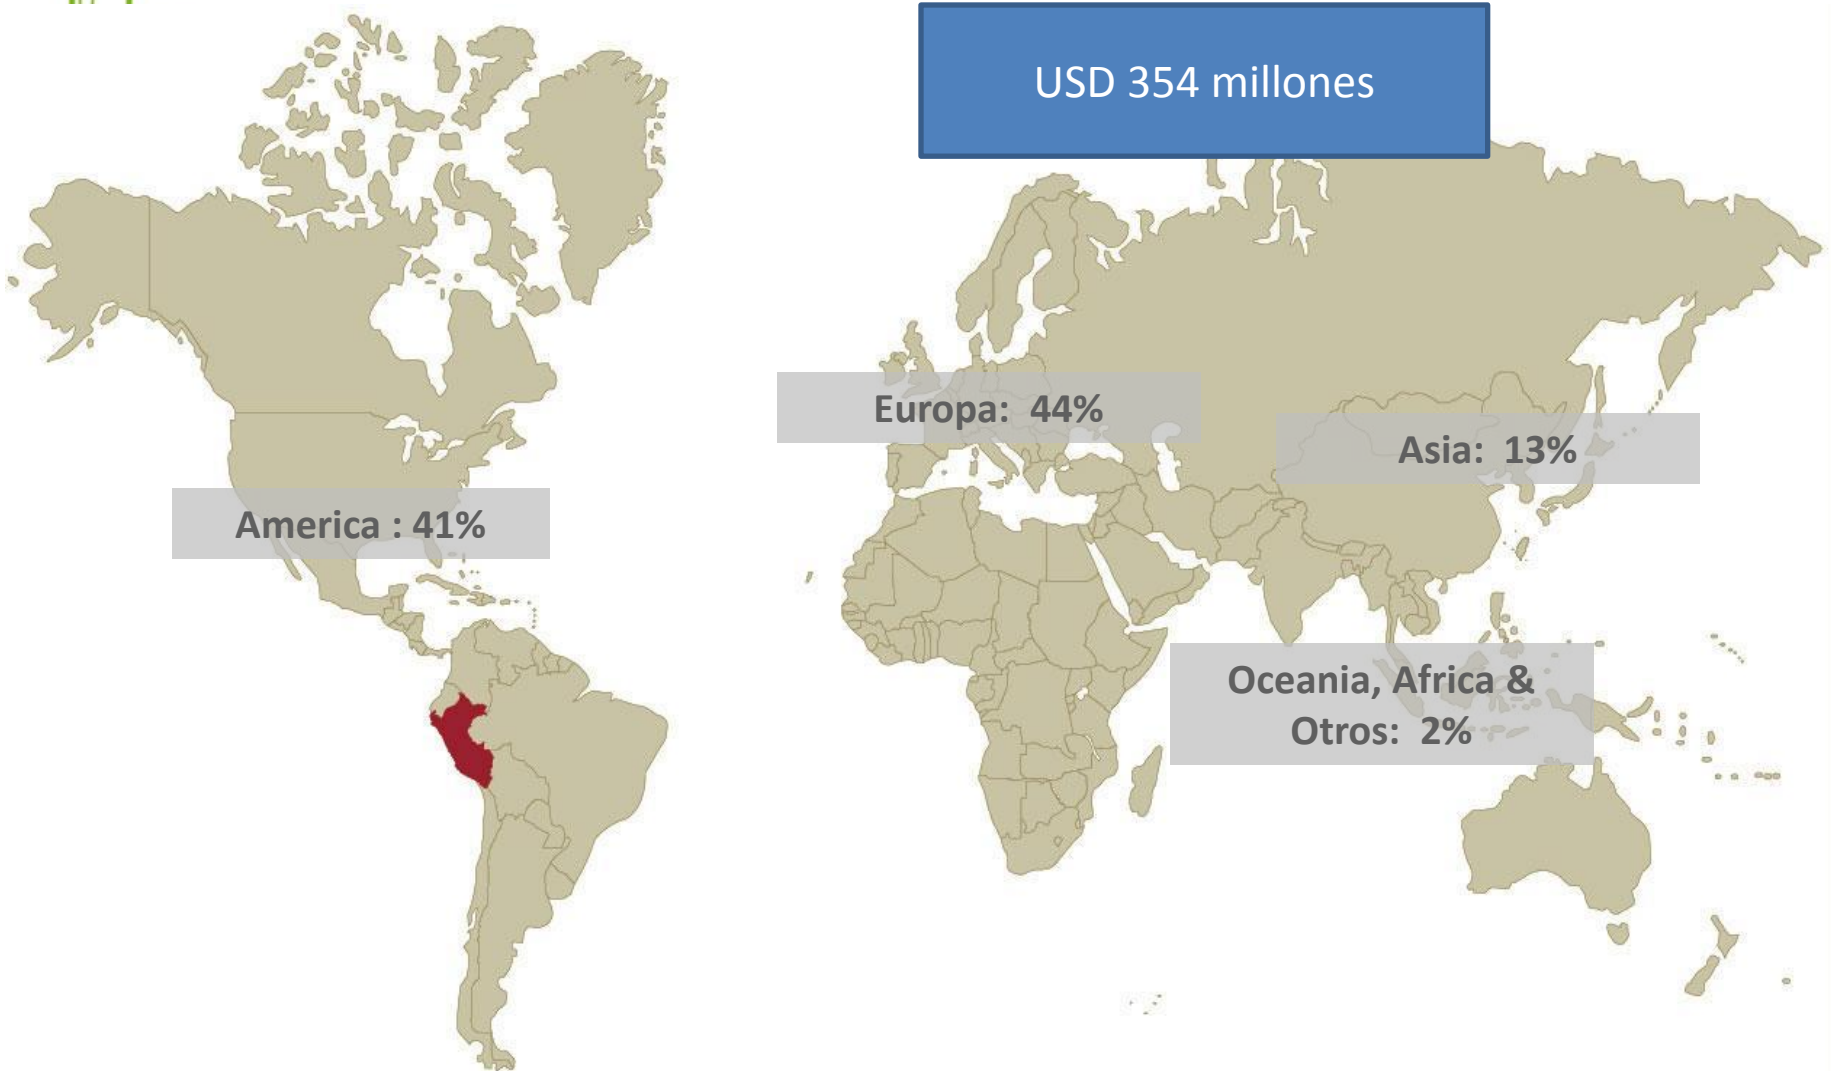 USD 354 millones
Europa: 44%
Asia: 13%
America : 41%
Oceania, Africa &
Otros: 2%